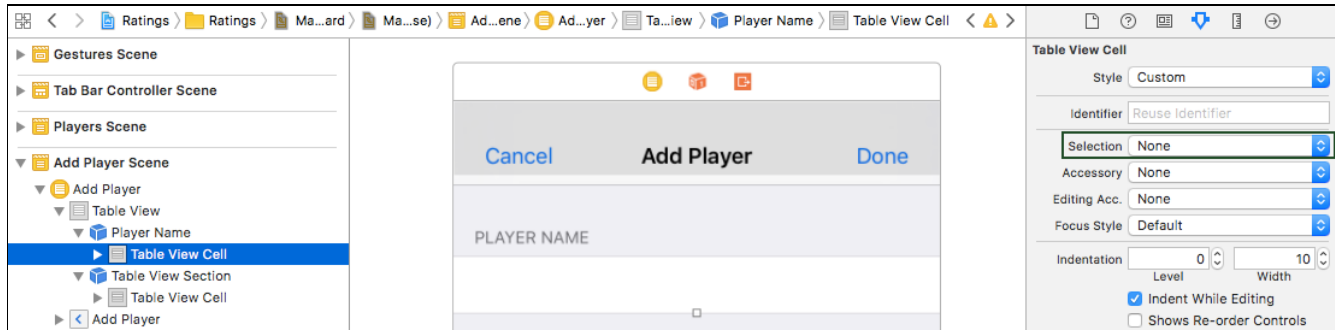 Ratings Ratings Ma...ard Ma...se) Ad...ene Ad...yer Ta...iew Player Name Table View Cell
Gestures Scene
Tab Bar Controller Scene
Players Scene
Add Player Scene
Add Player
Table View
Player Name
Table View Cell
Table View Section
Table View Cell
Add Player
Cancel Add Player Done
PLAYER NAME
Table View Cell
Style Custom
Identifier Reuse Identifier
Selection None
Accessory None
Editing Acc. None
Focus Style Default
Indentation 0 10
Level Width
Indent While Editing
Shows Re-order Controls